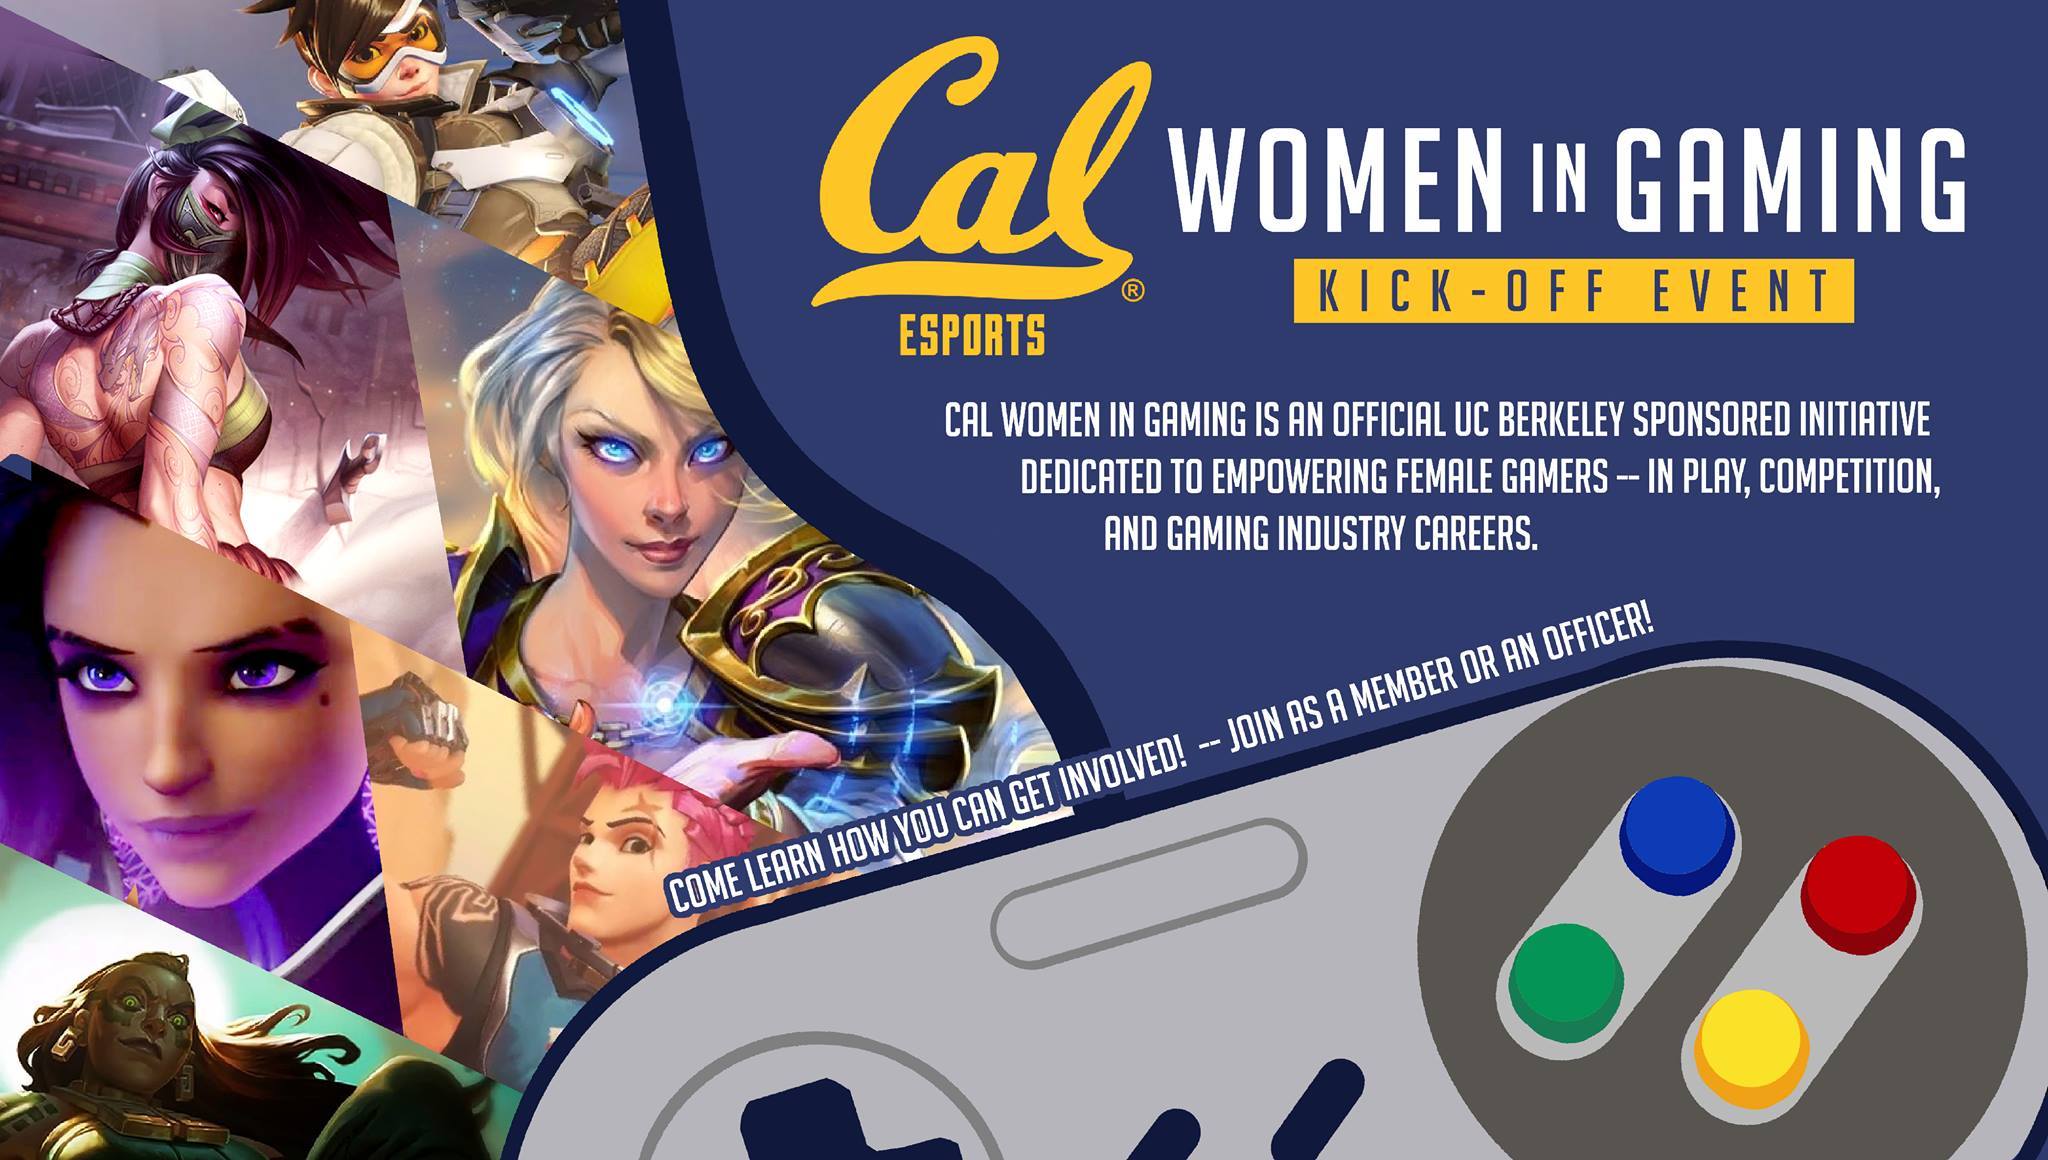 Cal
®
ESPORTS
WOMEN IN GAMING
KICK-OFF EVENT
CAL WOMEN IN GAMING IS AN OFFICIAL UC BERKELEY SPONSORED INITIATIVE
DEDICATED TO EMPOWERING FEMALE GAMERS -- IN PLAY, COMPETITION,
AND GAMING INDUSTRY CAREERS.
COME LEARN HOW YOU CAN GET INVOLVED! -- JOIN AS A MEMBER OR AN OFFICER!